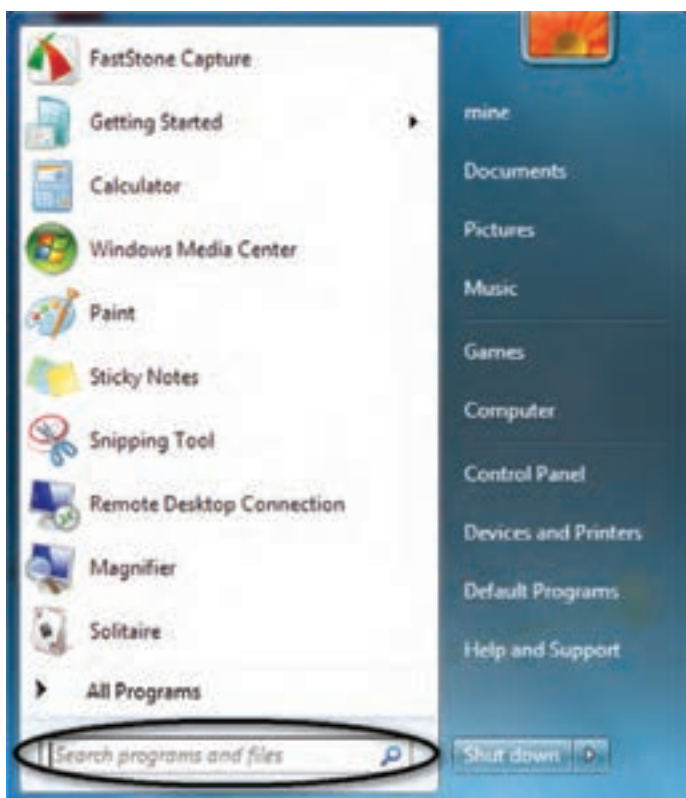 FastStone Capture
Getting Started
Calculator
Windows Media Center
Paint
Sticky Notes
Snipping Tool
Remote Desktop Connection
Magnifier
Solitaire
All Programs
Search programs and files
mine
Documents
Pictures
Music
Games
Computer
Control Panel
Devices and Printers
Default Programs
Help and Support
Shut down